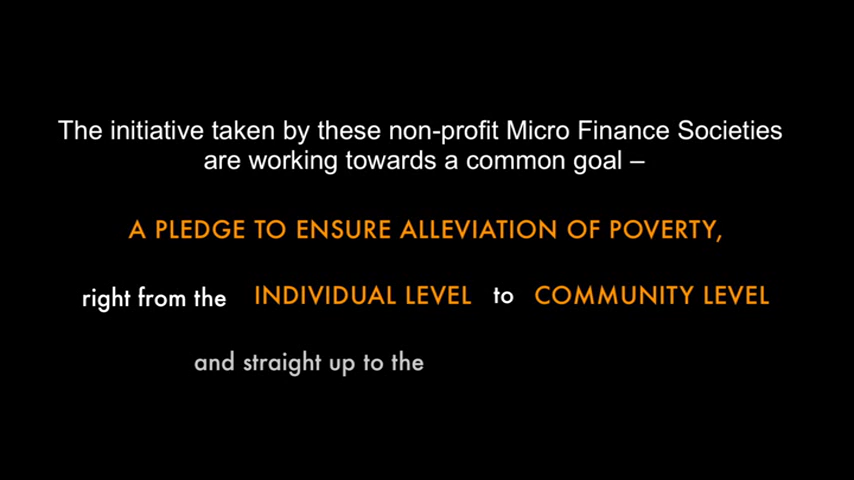 The initiative taken by these non-profit Micro Finance Societies
are working towards a common goal –
A PLEDGE TO ENSURE ALLEVIATION OF POVERTY,
right from the INDIVIDUAL LEVEL to COMMUNITY LEVEL
and straight up to the